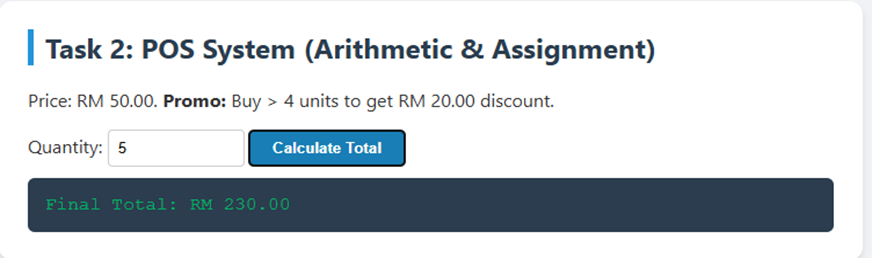 Task 2: POS System (Arithmetic & Assignment)
Price: RM 50.00. Promo: Buy > 4 units to get RM 20.00 discount.
Quantity: 5 Calculate Total
Final Total: RM 230.00